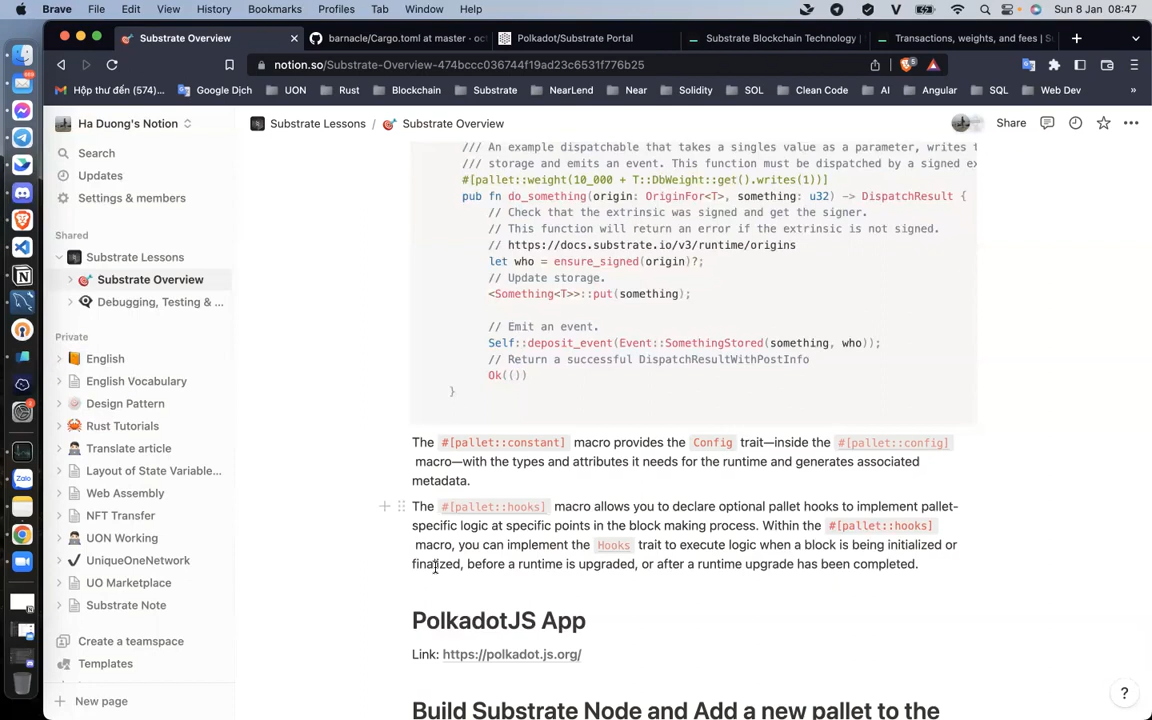 Brave File Edit View History Bookmarks Profiles Tab Window Help Sun 8 Jan 08:47
Substrate Overview barnacle/Cargo.toml at master · oct Polkadot/Substrate Portal Substrate Blockchain Technology | Transactions, weights, and fees | Su
notion.so/Substrate-Overview-474bccc036744f19ad23c6531f776b25
Hộp thư đến (574)... Google Dịch UON Rust Blockchain Substrate NearLend Near Solidity SOL Clean Code AI Angular SQL Web Dev »
Ha Duong's Notion
Substrate Lessons / Substrate Overview
Share
Search
Updates
Settings & members
Shared
Substrate Lessons
Substrate Overview
Debugging, Testing & ...
Private
English
English Vocabulary
Design Pattern
Rust Tutorials
Translate article
Layout of State Variable...
Web Assembly
NFT Transfer
UON Working
UniqueOneNetwork
UO Marketplace
Substrate Note
Create a teamspace
Templates
New page
/// An example dispatchable that takes a singles value as a parameter, writes t
/// storage and emits an event. This function must be dispatched by a signed ex
#[pallet::weight(10_000 + T::DbWeight::get().writes(1))]
pub fn do_something(origin: OriginFor<T>, something: u32) -> DispatchResult {
// Check that the extrinsic was signed and get the signer.
// This function will return an error if the extrinsic is not signed.
// https://docs.substrate.io/v3/runtime/origins
let who = ensure_signed(origin)?;
// Update storage.
<Something<T>>::put(something);
// Emit an event.
Self::deposit_event(Event::SomethingStored(something, who));
// Return a successful DispatchResultWithPostInfo
Ok(())
}
The #[pallet::constant] macro provides the Config trait—inside the #[pallet::config]
macro—with the types and attributes it needs for the runtime and generates associated
metadata.
The #[pallet::hooks] macro allows you to declare optional pallet hooks to implement pallet-
specific logic at specific points in the block making process. Within the #[pallet::hooks]
macro, you can implement the Hooks trait to execute logic when a block is being initialized or
finalized, before a runtime is upgraded, or after a runtime upgrade has been completed.
PolkadotJS App
Link: https://polkadot.js.org/
Build Substrate Node and Add a new pallet to the
?